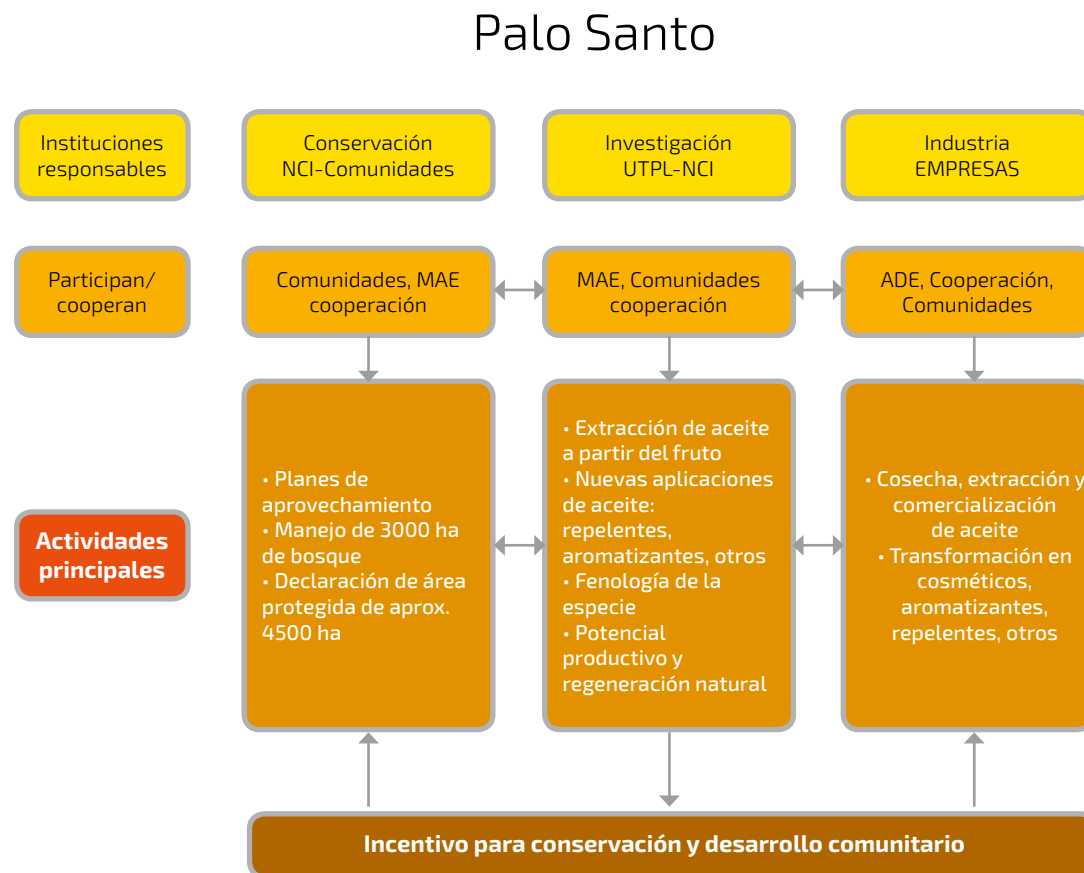 Palo Santo
Instituciones
responsables
Conservación
NCI-Comunidades
Investigación
UTPL-NCI
Industria
EMPRESAS
Participan/
cooperan
Comunidades, MAE
cooperación
MAE, Comunidades
cooperación
ADE, Cooperación,
Comunidades
Actividades
principales
• Planes de
aprovechamiento
• Manejo de 3000 ha
de bosque
• Declaración de área
protegida de aprox.
4500 ha
• Extracción de aceite
a partir del fruto
• Nuevas aplicaciones
de aceite:
repelentes,
aromatizantes, otros
• Fenología de la
especie
• Potencial
productivo y
regeneración natural
• Cosecha, extracción y
comercialización
de aceite
• Transformación en
cosméticos,
aromatizantes,
repelentes, otros
Incentivo para conservación y desarrollo comunitario